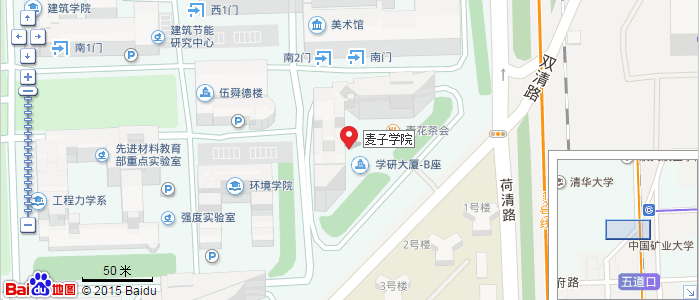 建筑学院
西1门
美术馆
建筑节能
研究中心
南1门
南2门
南门
双清路
伍舜德楼
P
麦子学院
麦花茶会
先进材料教育
部重点实验室
学研大厦-B座
P
环境学院
荷清路
工程力学系
强度实验室
1号楼
2号楼
3号楼
P
清华大学
中国矿业大学
五道口
府路
50 米
Bai du 地图
© 2015 Baidu